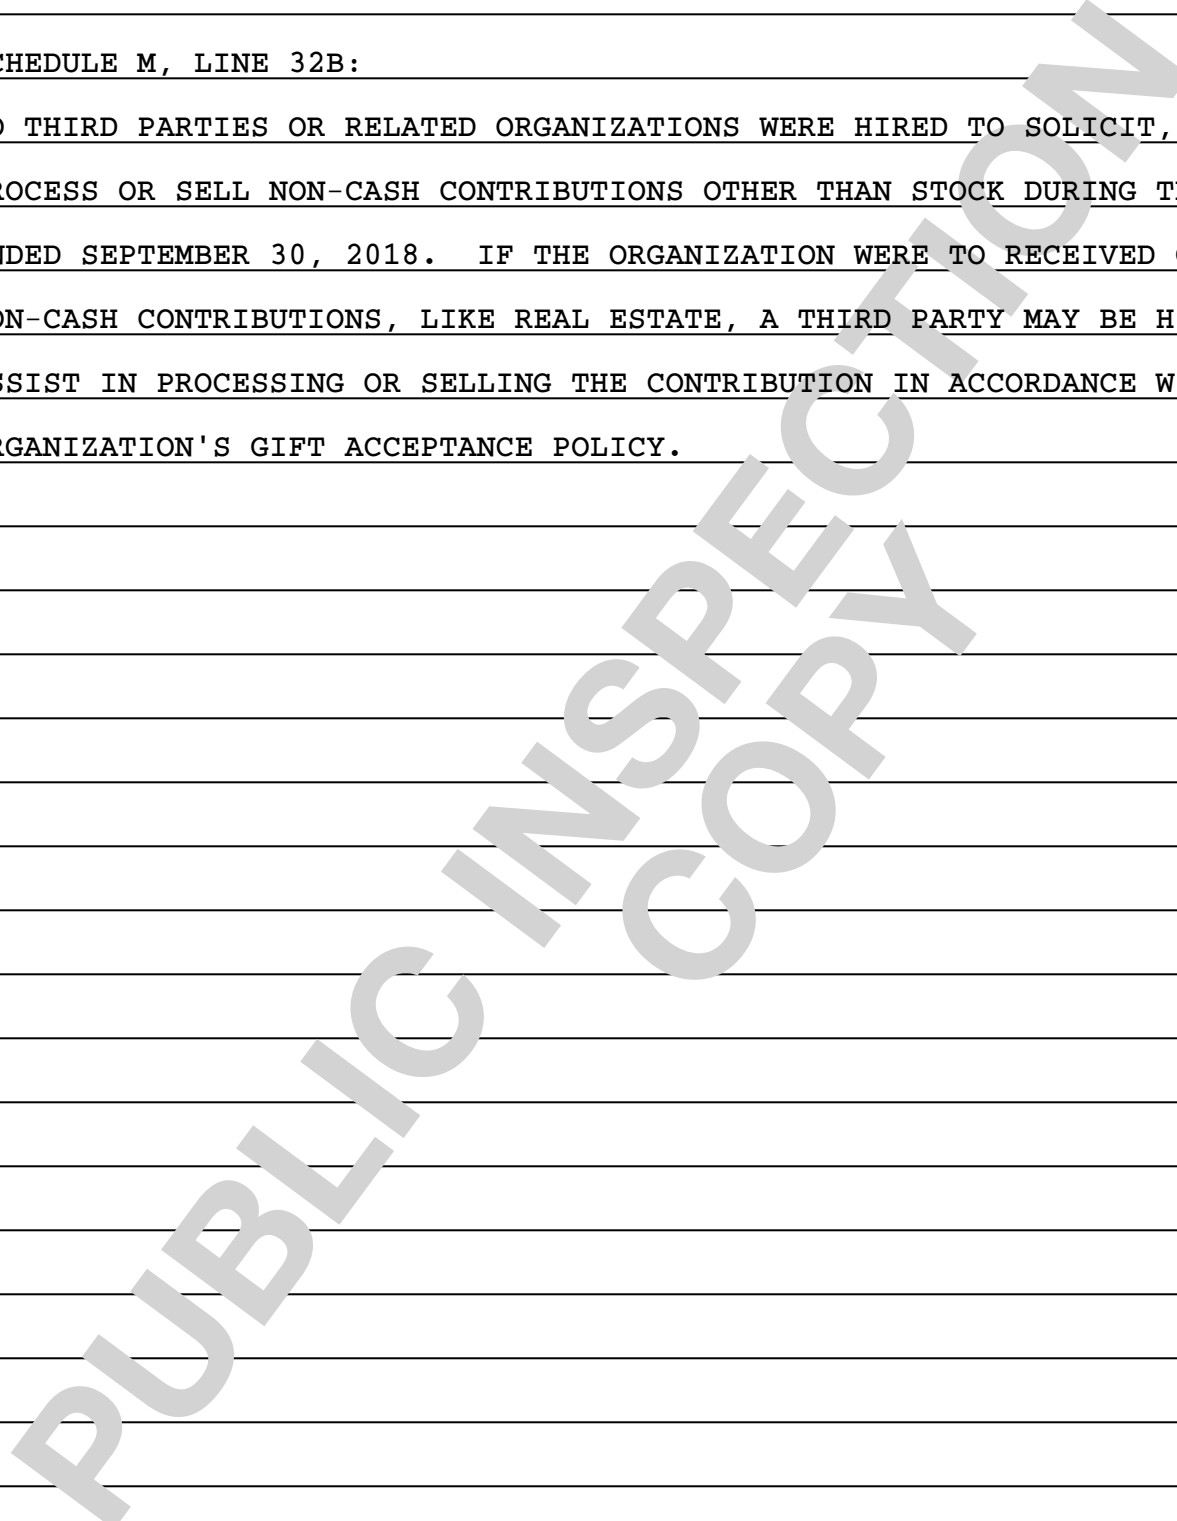 CHEDULE M, LINE 32B:
O THIRD PARTIES OR RELATED ORGANIZATIONS WERE HIRED TO SOLICIT,
ROCESS OR SELL NON-CASH CONTRIBUTIONS OTHER THAN STOCK DURING
NDED SEPTEMBER 30, 2018. IF THE ORGANIZATION WERE TO RECEIVED
ON-CASH CONTRIBUTIONS, LIKE REAL ESTATE, A THIRD PARTY MAY BE H
SSIST IN PROCESSING OR SELLING THE CONTRIBUTION IN ACCORDANCE W
RGANIZATION'S GIFT ACCEPTANCE POLICY.
PUBLIC INSPECTION
COPY